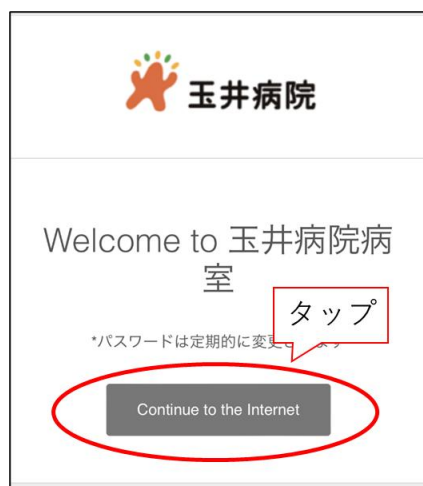 玉井病院
Welcome to 玉井病院病
室
タップ
*パスワードは定期的に変更
Continue to the Internet